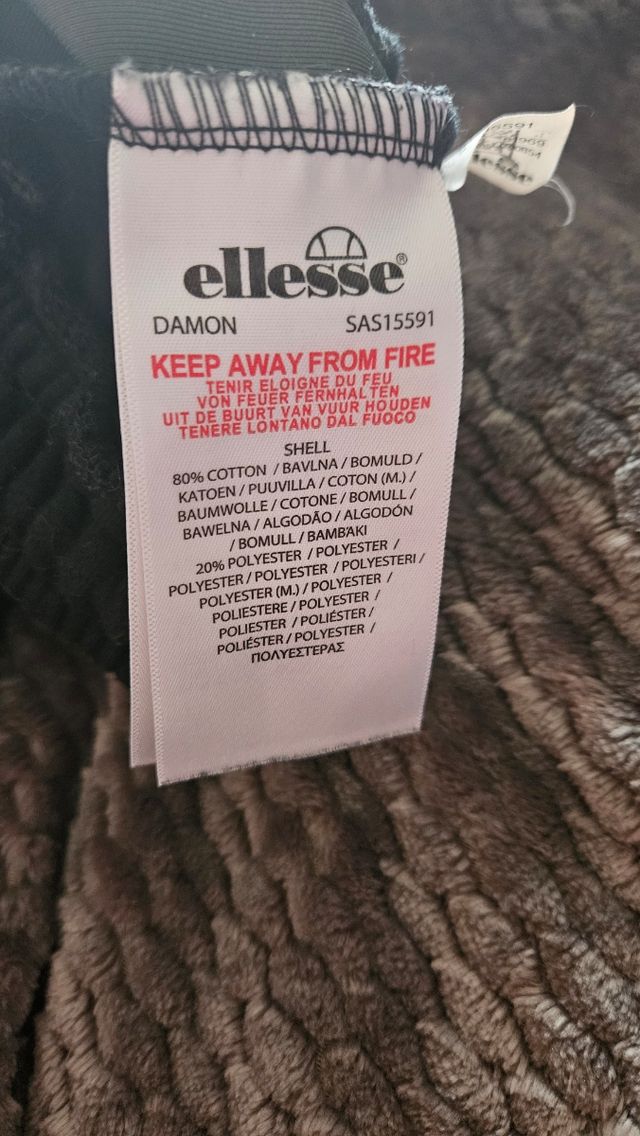 ellesse®
DAMON SAS15591
KEEP AWAY FROM FIRE
TENIR ELOIGNE DU FEU
VON FEUER FERNHALTEN
UIT DE BUURT VAN VUUR HOUDEN
TENERE LONTANO DAL FUOCO
SHELL
80% COTTON / BAVLNA / BOMULD /
KATOEN / PUUVILLA / COTON (M.) /
BAUMWOLLE / COTONE / BOMULL /
BAWELNA / ALGODÃO / ALGODÓN
/ BOMULL / BAMBAKI
20% POLYESTER / POLYESTER /
POLYESTER / POLYESTER / POLYESTERI /
POLYESTER (M.) / POLYESTER /
POLIESTERE / POLYESTER /
POLIESTER / POLIÉSTER /
POLIÉSTER / POLYESTER /
ΠΟΛΥΕΣΤΕΡΑΣ
5591